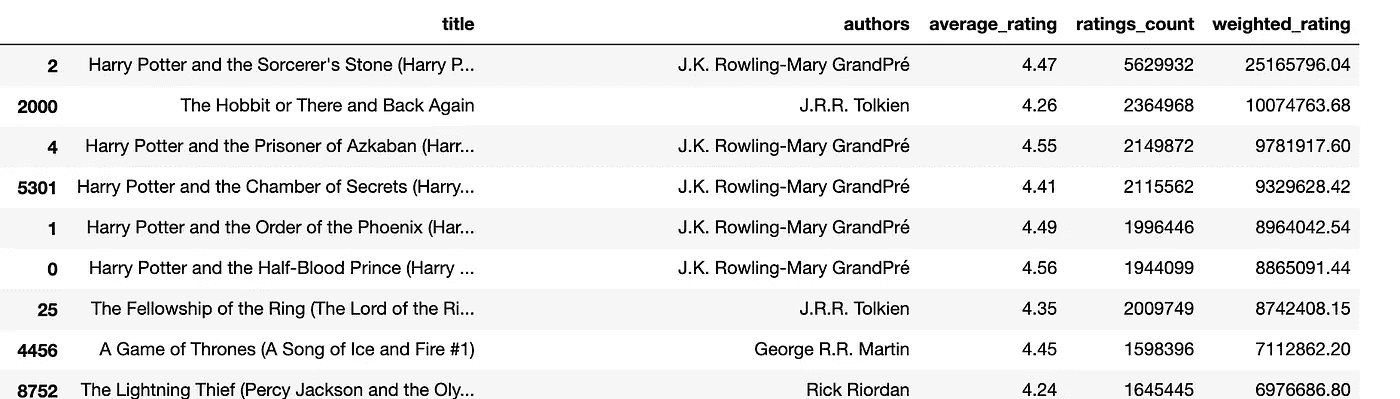 title authors average_rating ratings_count weighted_rating
2 Harry Potter and the Sorcerer's Stone (Harry P... J.K. Rowling-Mary GrandPré 4.47 5629932 25165796.04
2000 The Hobbit or There and Back Again J.R.R. Tolkien 4.26 2364968 10074763.68
4 Harry Potter and the Prisoner of Azkaban (Harr... J.K. Rowling-Mary GrandPré 4.55 2149872 9781917.60
5301 Harry Potter and the Chamber of Secrets (Harry... J.K. Rowling-Mary GrandPré 4.41 2115562 9329628.42
1 Harry Potter and the Order of the Phoenix (Har... J.K. Rowling-Mary GrandPré 4.49 1996446 8964042.54
0 Harry Potter and the Half-Blood Prince (Harry ... J.K. Rowling-Mary GrandPré 4.56 1944099 8865091.44
25 The Fellowship of the Ring (The Lord of the Ri... J.R.R. Tolkien 4.35 2009749 8742408.15
4456 A Game of Thrones (A Song of Ice and Fire #1) George R.R. Martin 4.45 1598396 7112862.20
8752 The Lightning Thief (Percy Jackson and the Oly... Rick Riordan 4.24 1645445 6976686.80